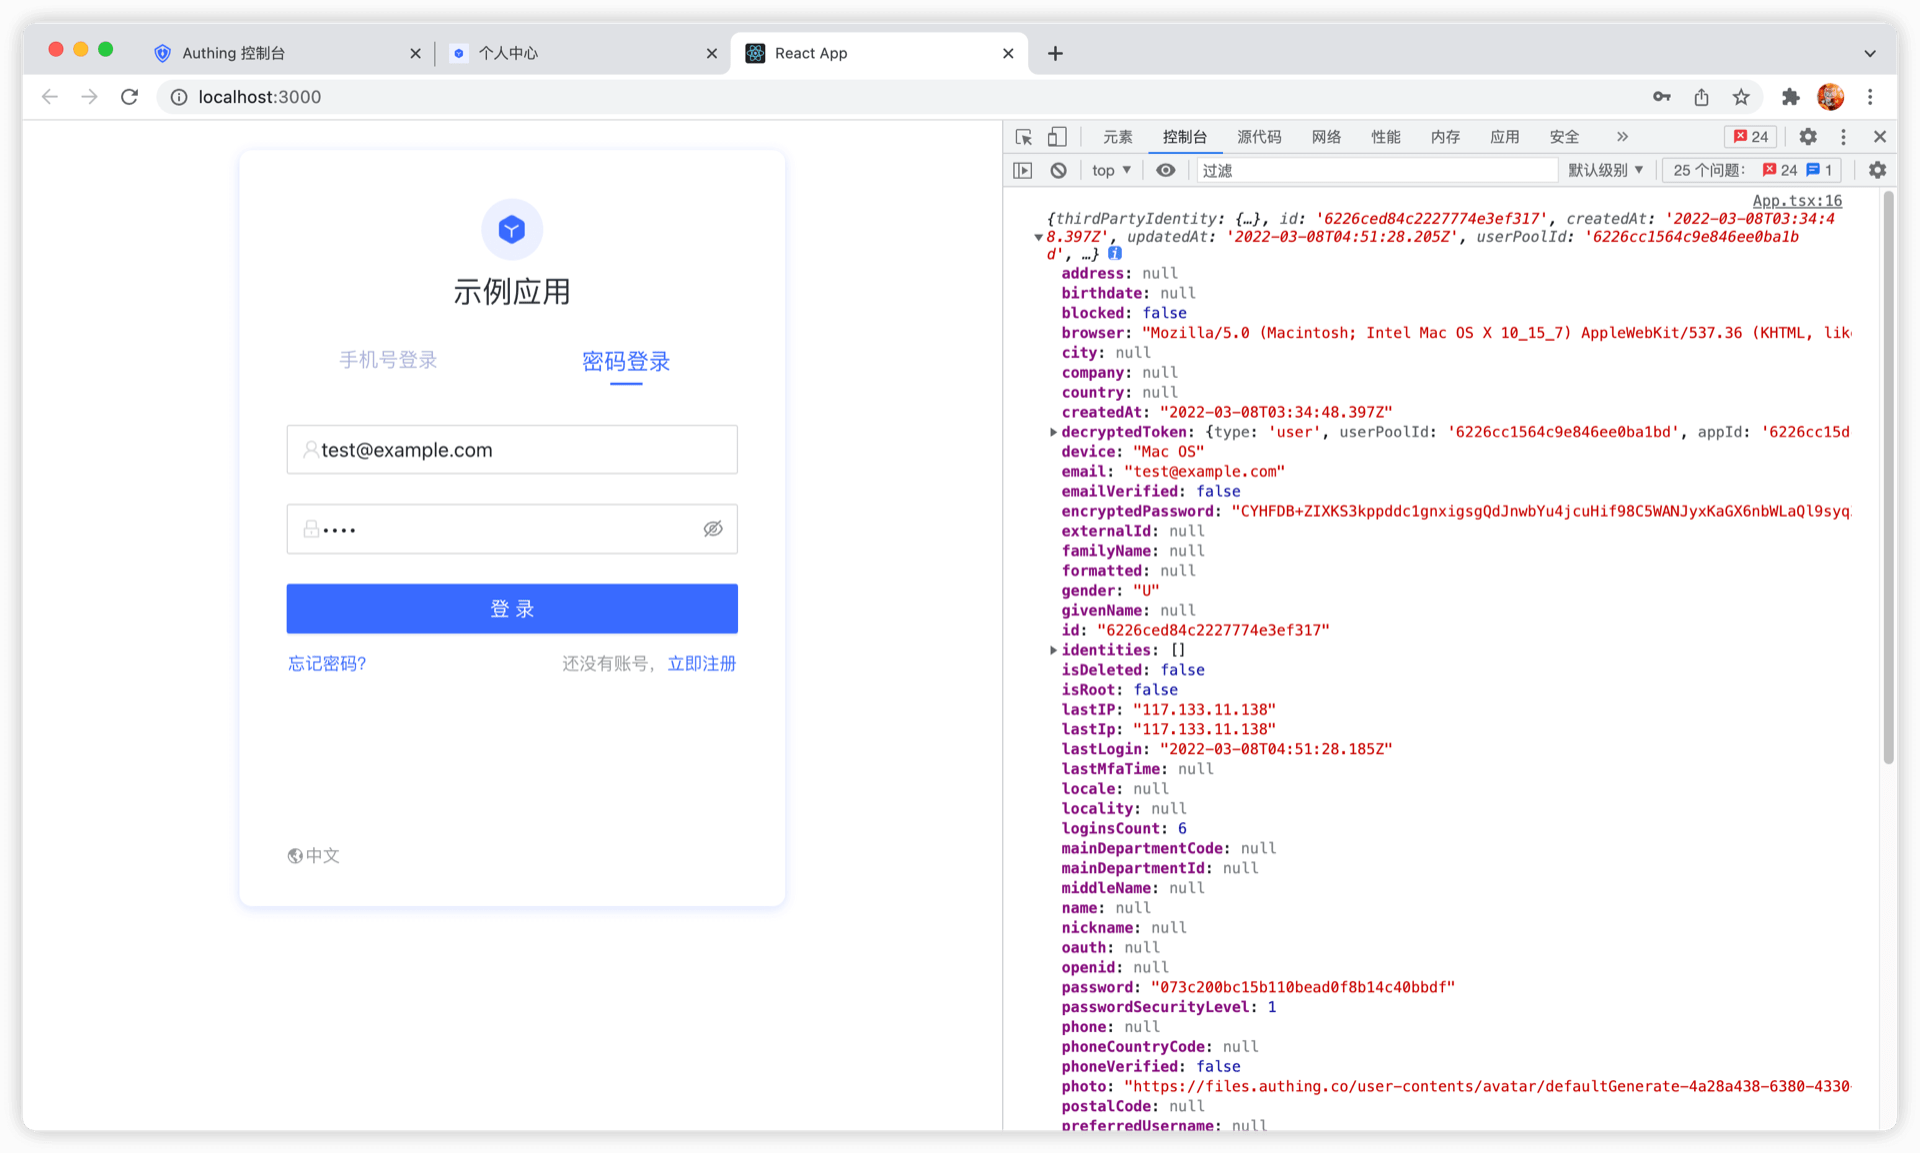 Authing 控制台
个人中心
React App
localhost:3000
示例应用
手机号登录
密码登录
test@example.com
••••
登 录
忘记密码?
还没有账号，立即注册
中文
元素 控制台 源代码 网络 性能 内存 应用 安全 » 24
top ▼ 过滤 默认级别 ▼ 25 个问题: 24 1
App.tsx:16
{thirdPartyIdentity: {…}, id: '6226ced84c2227774e3ef317', createdAt: '2022-03-08T03:34:4
8.397Z', updatedAt: '2022-03-08T04:51:28.205Z', userPoolId: '6226cc1564c9e846ee0ba1b
d', …}
address: null
birthdate: null
blocked: false
browser: "Mozilla/5.0 (Macintosh; Intel Mac OS X 10_15_7) AppleWebKit/537.36 (KHTML, lik
city: null
company: null
country: null
createdAt: "2022-03-08T03:34:48.397Z"
decryptedToken: {type: 'user', userPoolId: '6226cc1564c9e846ee0ba1bd', appId: '6226cc15d
device: "Mac OS"
email: "test@example.com"
emailVerified: false
encryptedPassword: "CYHFDB+ZIXKS3kppddc1gnxigsgQdJnwbYu4jcuHif98C5WANJyxKaGX6nbWLaQl9syq
externalId: null
familyName: null
formatted: null
gender: "U"
givenName: null
id: "6226ced84c2227774e3ef317"
identities: []
isDeleted: false
isRoot: false
lastIP: "117.133.11.138"
lastIp: "117.133.11.138"
lastLogin: "2022-03-08T04:51:28.185Z"
lastMfaTime: null
locale: null
locality: null
loginsCount: 6
mainDepartmentCode: null
mainDepartmentId: null
middleName: null
name: null
nickname: null
oauth: null
openid: null
password: "073c200bc15b110bead0f8b14c40bbdf"
passwordSecurityLevel: 1
phone: null
phoneCountryCode: null
phoneVerified: false
photo: "https://files.authing.co/user-contents/avatar/defaultGenerate-4a28a438-6380-4330
postalCode: null
preferredUsername: null